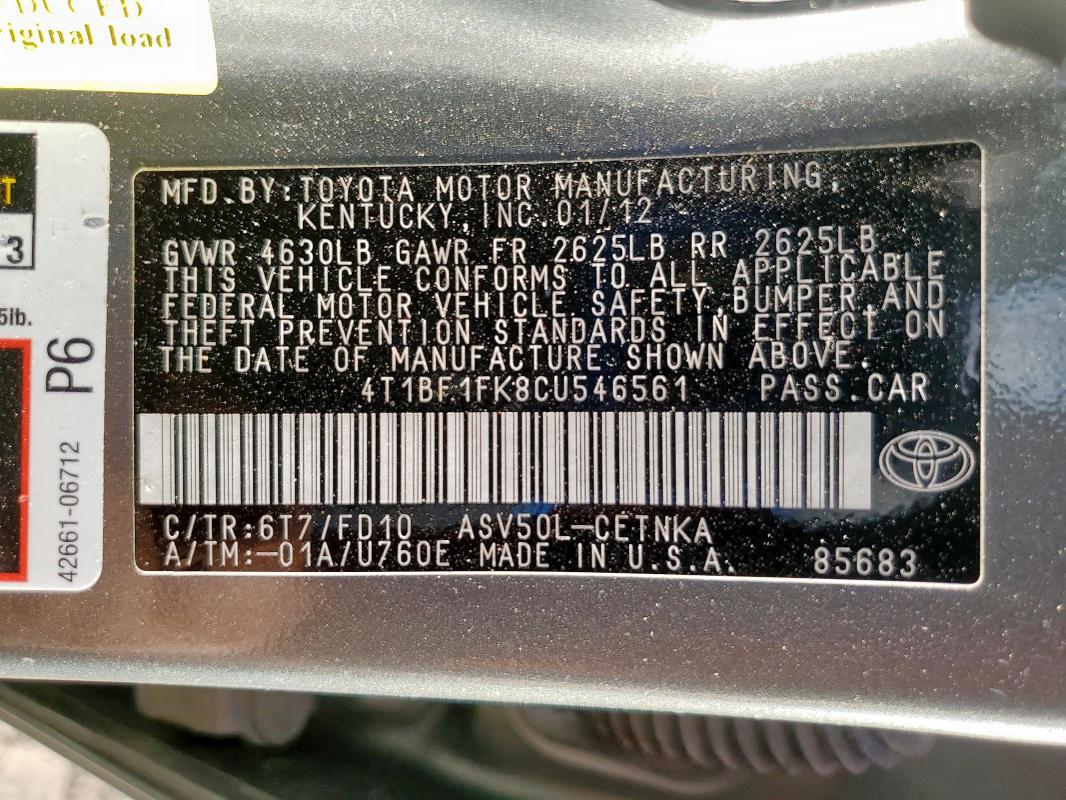 original load
T
3
5lb.
P6
42661-06712
MFD.BY:TOYOTA MOTOR MANUFACTURING,
KENTUCKY, INC.01/12
GVWR 4630LB GAWR FR 2625LB RR 2625LB
THIS VEHICLE CONFORMS TO ALL APPLICABLE
FEDERAL MOTOR VEHICLE SAFETY,BUMPER,AND
THEFT PREVENTION STANDARDS IN EFFECT ON
THE DATE OF MANUFACTURE SHOWN ABOVE.
4T1BF1FK8CU546561 PASS.CAR
C/TR:6T7/FD10 ASV50L-CETNKA
A/TM:-01A/U760E MADE IN U.S.A. 85683